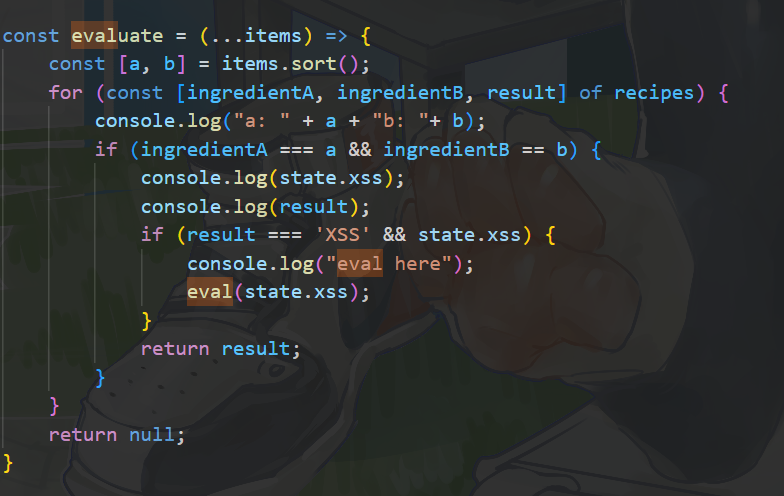 const evaluate = (...items) => {
const [a, b] = items.sort();
for (const [ingredientA, ingredientB, result] of recipes) {
console.log("a: " + a + "b: "+ b);
if (ingredientA === a && ingredientB == b) {
console.log(state.xss);
console.log(result);
if (result === 'XSS' && state.xss) {
console.log("eval here");
eval(state.xss);
}
return result;
}
}
return null;
}